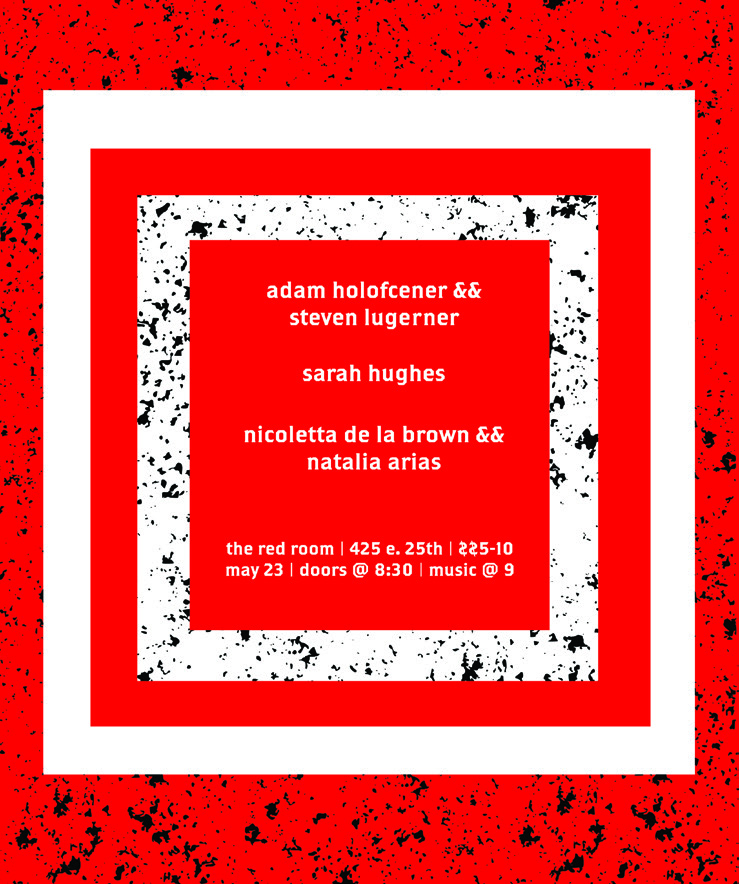 adam holofcener &&
steven lugerner
sarah hughes
nicoletta de la brown &&
natalia arias
the red room | 425 e. 25th | $$5-10
may 23 | doors @ 8:30 | music @ 9